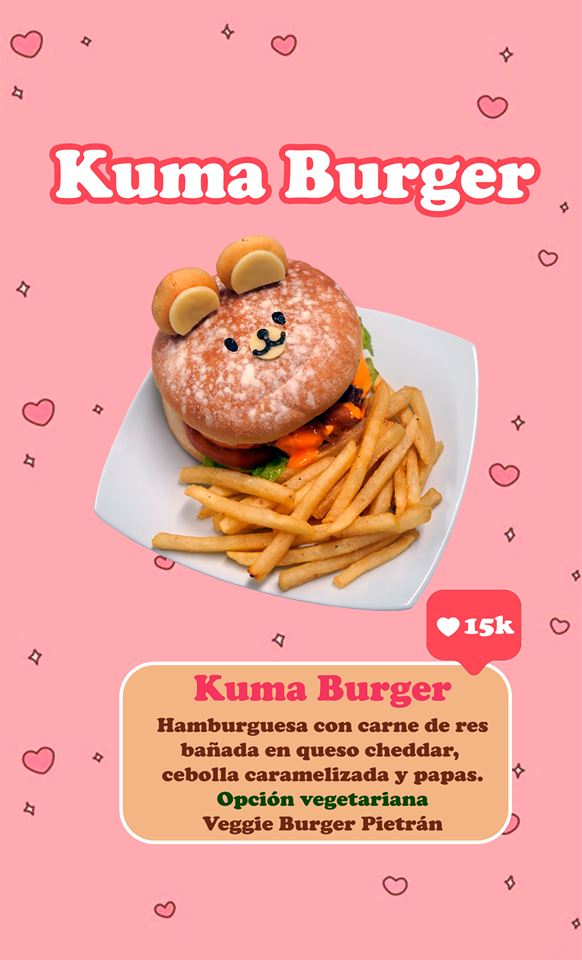 Kuma Burger
15k
Kuma Burger
Hamburguesa con carne de res
bañada en queso cheddar,
cebolla caramelizada y papas.
Opción vegetariana
Veggie Burger Pietrán